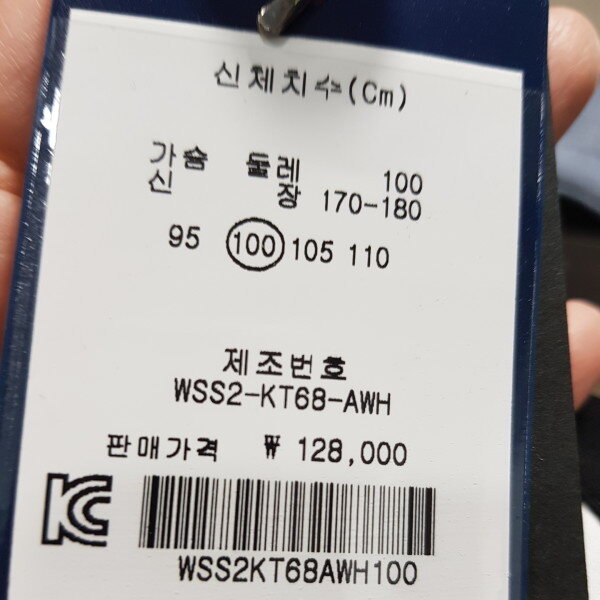 신체치수(Cm)
가슴 둘레 100
신 장 170-180
95 100 105 110
제조번호
WSS2-KT68-AWH
판매가격 ₩ 128,000
KC
WSS2KT68AWH100